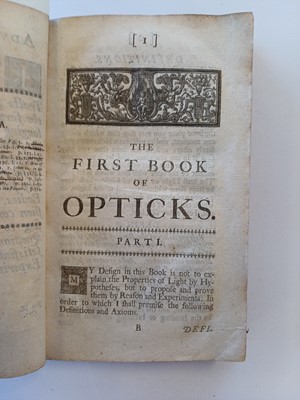 [1]
THE
FIRST BOOK
OF
OPTICKS.
PART I.
MY Design in this Book is not to ex-
plain the Properties of Light by Hy-
potheses, but to propose and prove
them by Reason and Experiments: In
order to which I shall premise the following
Definitions and Axioms.
B
DEFI-